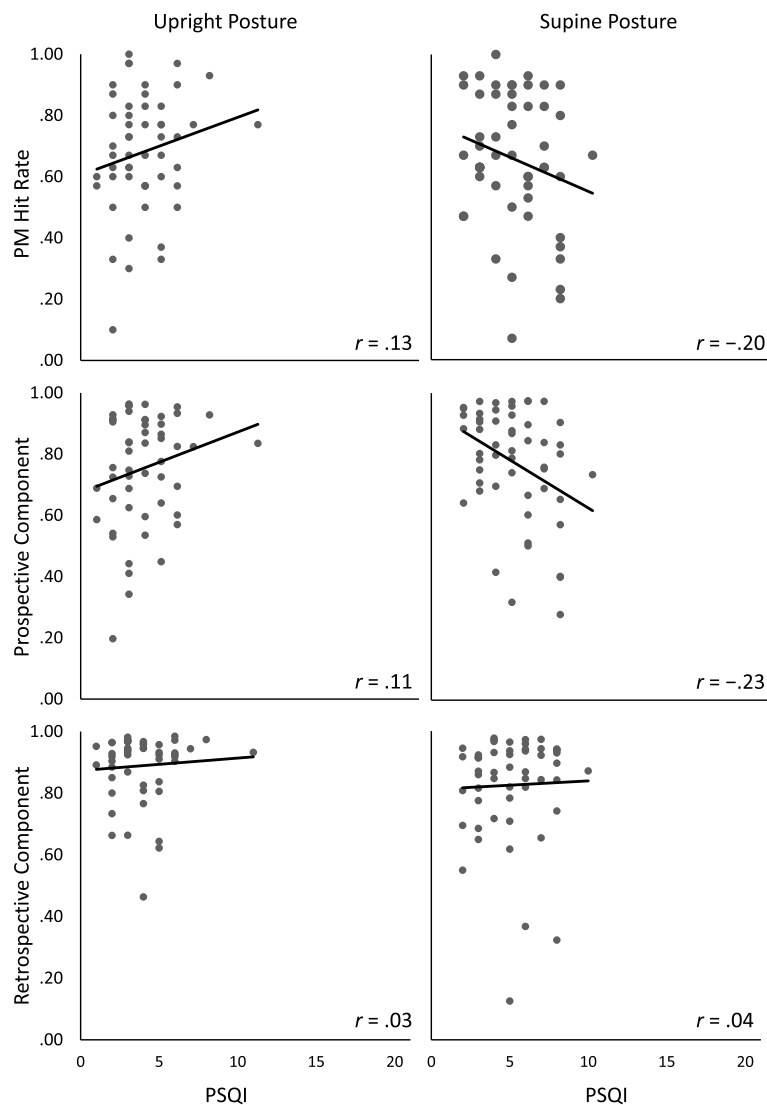 Upright Posture
Supine Posture
PM Hit Rate
1.00
.80
.60
.40
.20
.00
r = .13
r = −.20
Prospective Component
1.00
.80
.60
.40
.20
.00
r = .11
r = −.23
Retrospective Component
1.00
.80
.60
.40
.20
.00
r = .03
r = .04
0 5 10 15 20
0 5 10 15 20
PSQI
PSQI